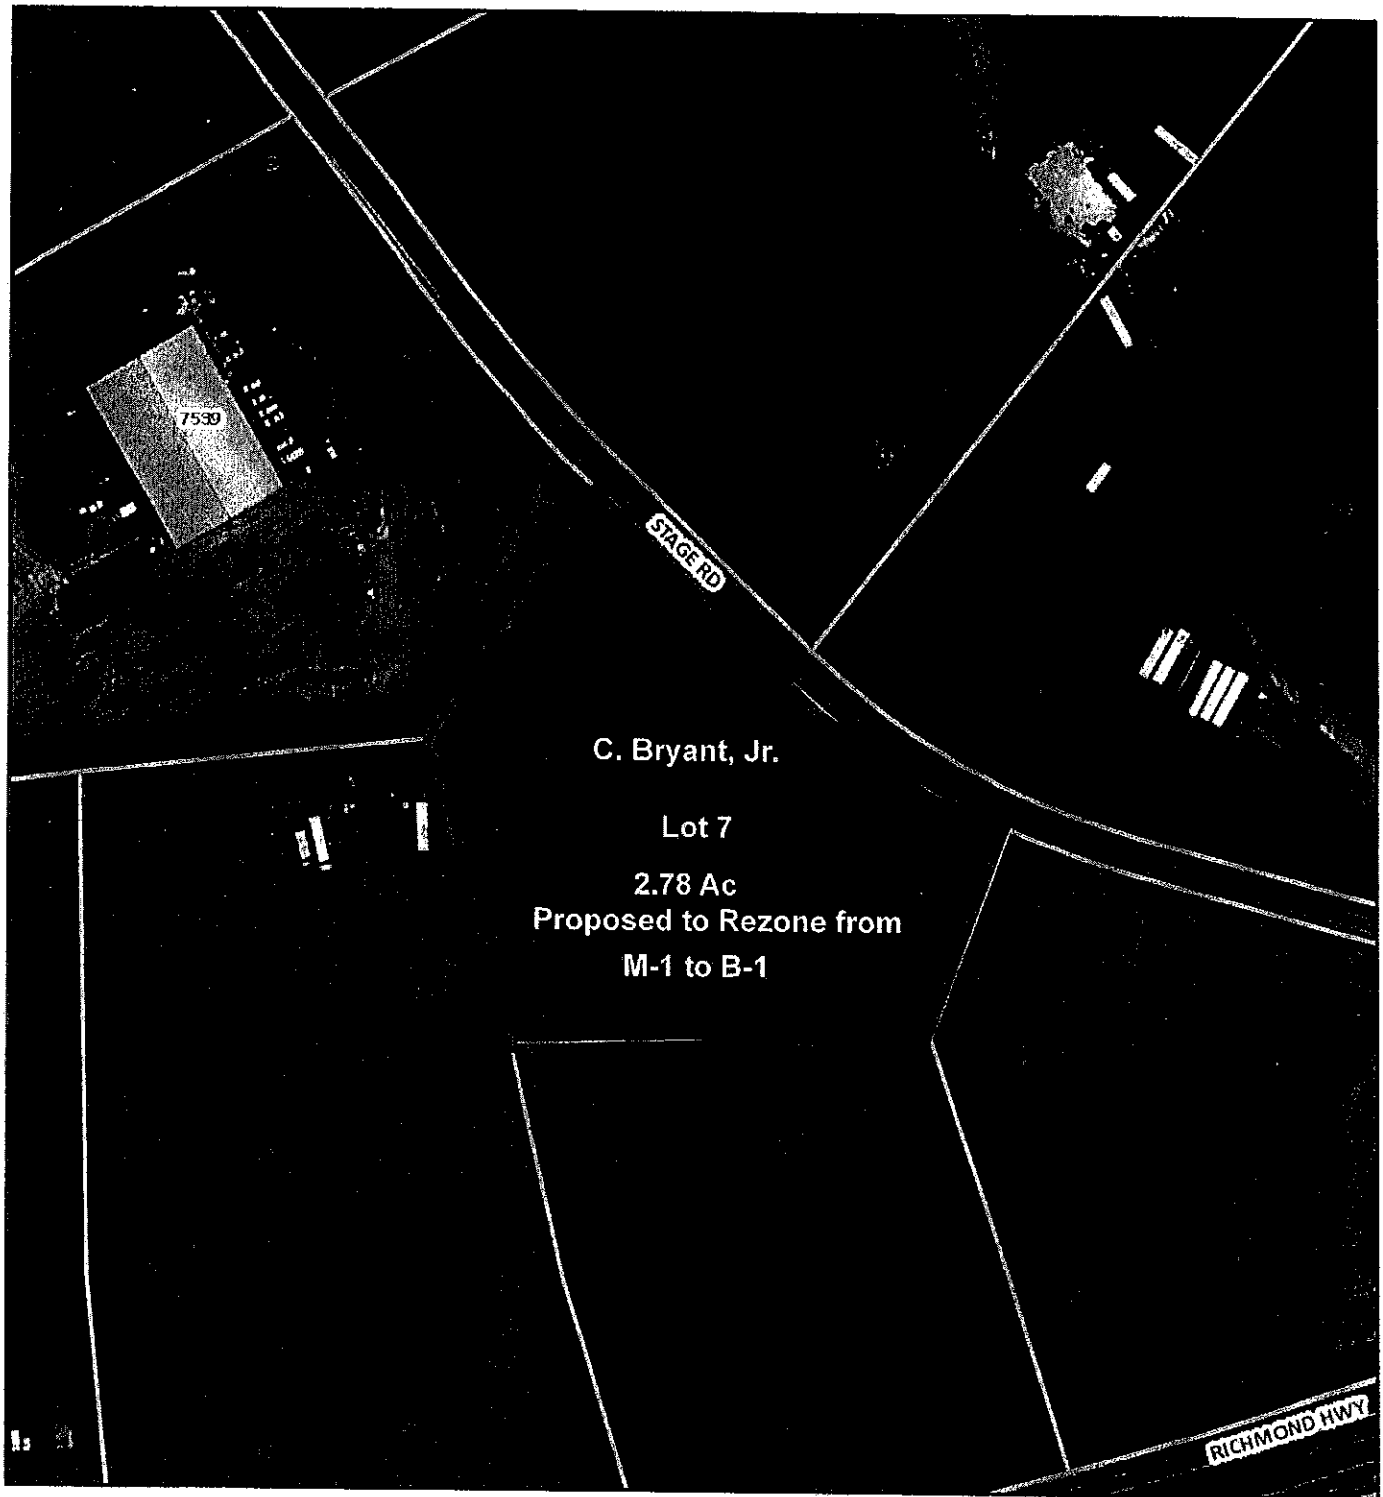 7539
STAGE RD
C. Bryant, Jr.
Lot 7
2.78 Ac
Proposed to Rezone from
M-1 to B-1
RICHMOND HWY